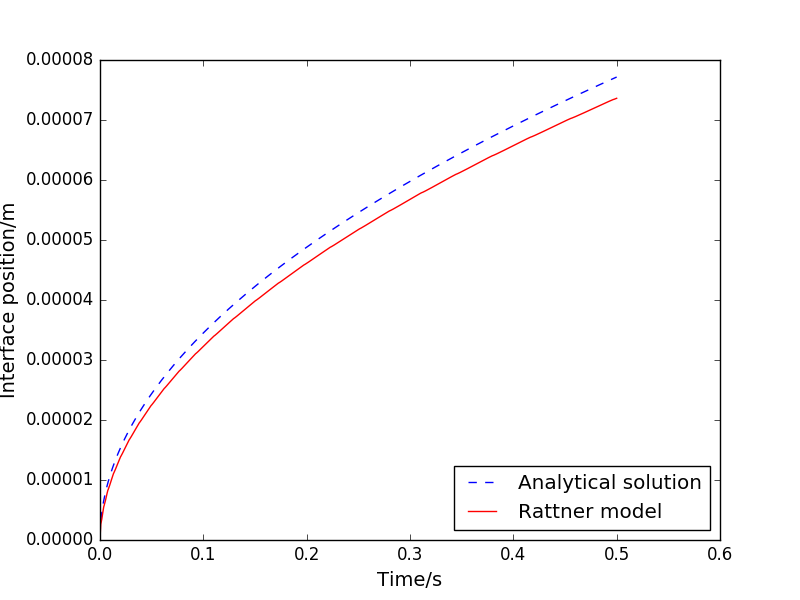 0.00008
0.00007
0.00006
0.00005
0.00004
0.00003
0.00002
0.00001
0.00000
Interface position/m
Analytical solution
Rattner model
0.0 0.1 0.2 0.3 0.4 0.5 0.6
Time/s